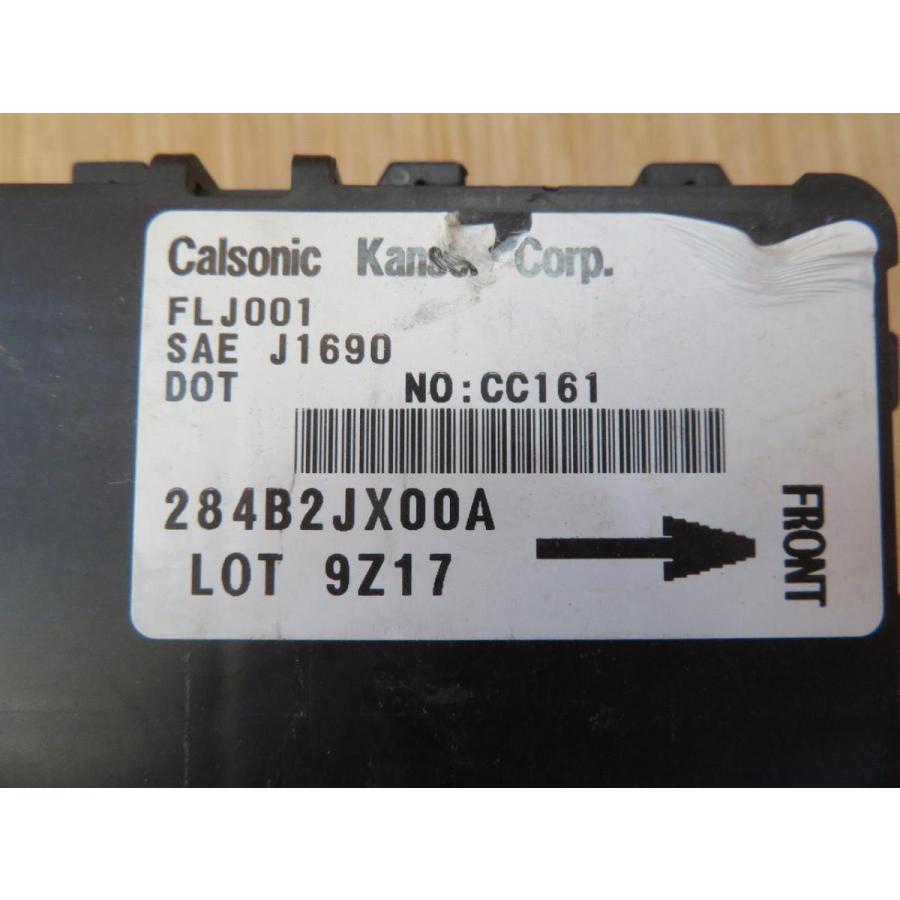 Calsonic Corp.
FLJ001
SAE J1690
DOT NO:CC161
284B2JX00A
LOT 9Z17
FRONT